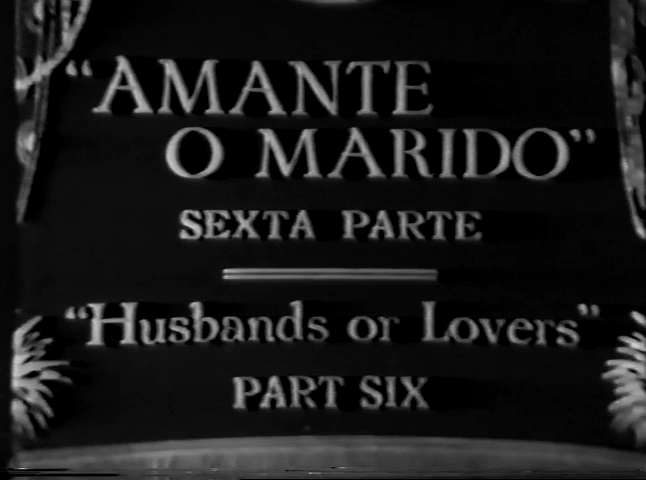 “AMANTE
O MARIDO”
SEXTA PARTE
“Husbands or Lovers”
PART SIX